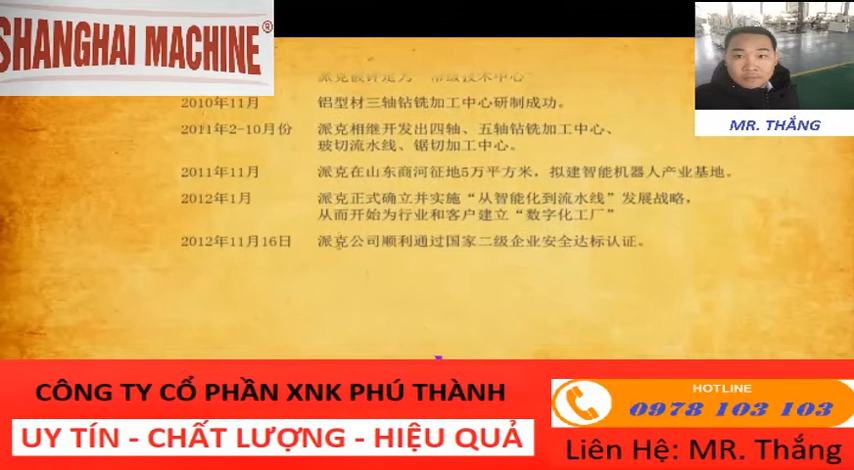 SHANGHAI MACHINE®
MR. THẮNG
2010年11月 铝型材三轴钻铣加工中心研制成功。
2011年2-10月份 派克相继开发出四轴、五轴钻铣加工中心、
玻切流水线、锯切加工中心。
2011年11月 派克在山东商河征地5万平方米，拟建智能机器人产业基地。
2012年1月 派克正式确立并实施“从智能化到流水线”发展战略，
从而开始为行业和客户建立“数字化工厂”
2012年11月16日 派克公司顺利通过国家二级企业安全达标认证。
CÔNG TY CỔ PHẦN XNK PHÚ THÀNH
UY TÍN - CHẤT LƯỢNG - HIỆU QUẢ
HOTLINE
0978 103 103
Liên Hệ: MR. Thắng